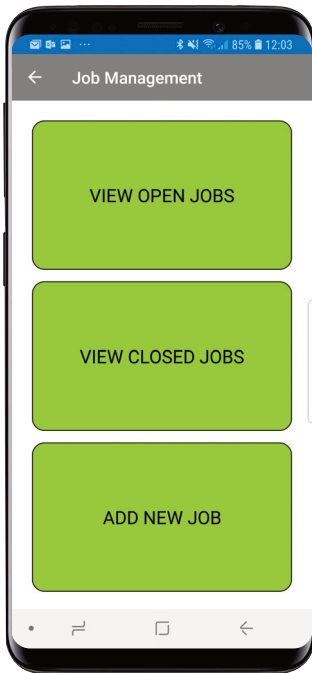 85% 12:03
Job Management
VIEW OPEN JOBS
VIEW CLOSED JOBS
ADD NEW JOB